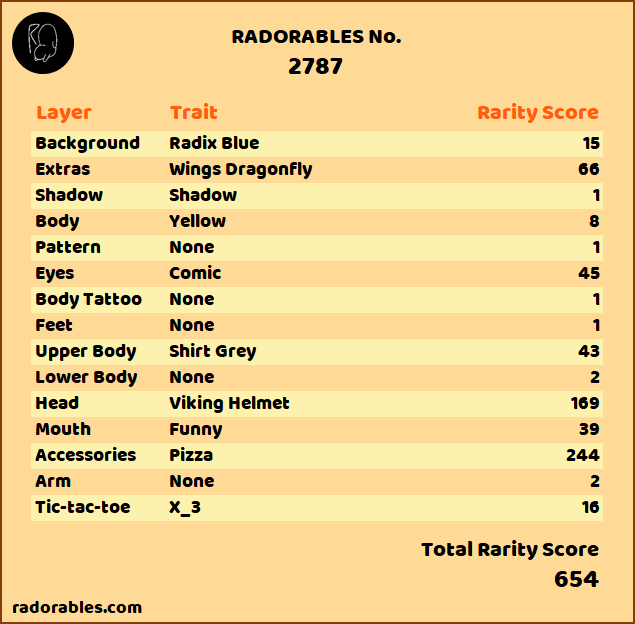 RADORABLES No.
2787
Layer Trait Rarity Score
Background Radix Blue 15
Extras Wings Dragonfly 66
Shadow Shadow 1
Body Yellow 8
Pattern None 1
Eyes Comic 45
Body Tattoo None 1
Feet None 1
Upper Body Shirt Grey 43
Lower Body None 2
Head Viking Helmet 169
Mouth Funny 39
Accessories Pizza 244
Arm None 2
Tic-tac-toe X_3 16
Total Rarity Score
654
radorables.com